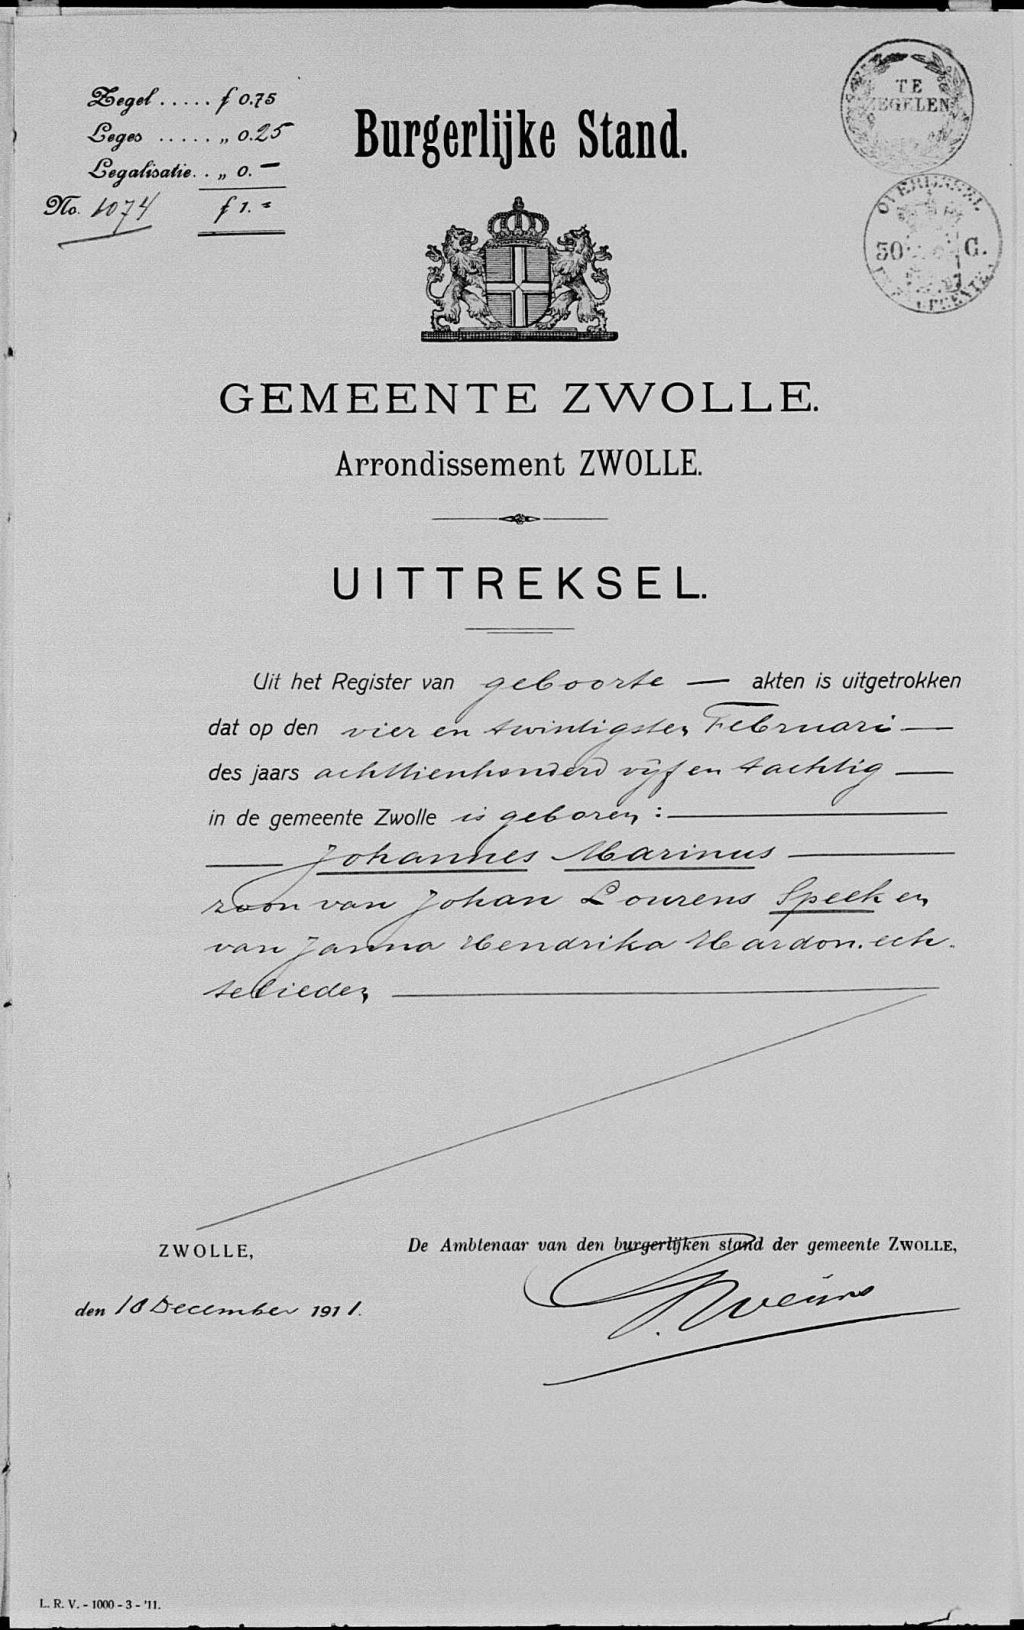 Zegel ..... f 0.75
Leges ...... „ 0.25
Legalisatie. . „ 0. —
No. 1074 f 1. =
Burgerlijke Stand.
TE
ZEGELEN
OVERIJSSEL
50 C.
GEMEENTE ZWOLLE.
Arrondissement ZWOLLE.
UITTREKSEL.
Uit het Register van geboorte — akten is uitgetrokken
dat op den vier en twintigsten Februari —
des jaars achttienhonderd vijf en tachtig —
in de gemeente Zwolle is geboren : —
— Johannes Marinus —
zoon van Johan Lourens Speek en
van Janna Hendrika Hardon. ech-
telieden —
ZWOLLE,
De Ambtenaar van den burgerlijken stand der gemeente ZWOLLE,
den 18 December 1911.
L. R. V. - 1000 - 3 - '11.